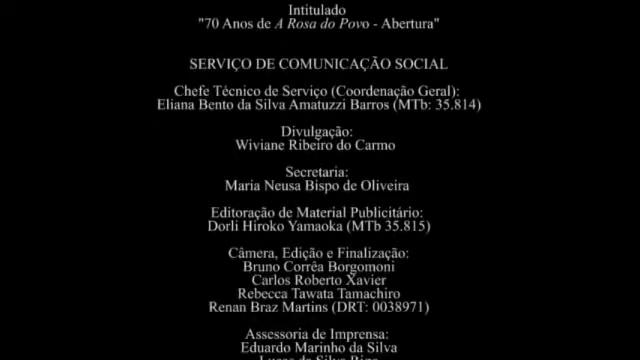 Intitulado
"70 Anos de A Rosa do Povo - Abertura"
SERVIÇO DE COMUNICAÇÃO SOCIAL
Chefe Técnico de Serviço (Coordenação Geral):
Eliana Bento da Silva Amatuzzi Barros (MTb: 35.814)
Divulgação:
Wiviane Ribeiro do Carmo
Secretaria:
Maria Neusa Bispo de Oliveira
Editoração de Material Publicitário:
Dorli Hiroko Yamaoka (MTb 35.815)
Câmera, Edição e Finalização:
Bruno Corrêa Borgomoni
Carlos Roberto Xavier
Rebecca Tawata Tamachiro
Renan Braz Martins (DRT: 0038971)
Assessoria de Imprensa:
Eduardo Marinho da Silva
da Silva